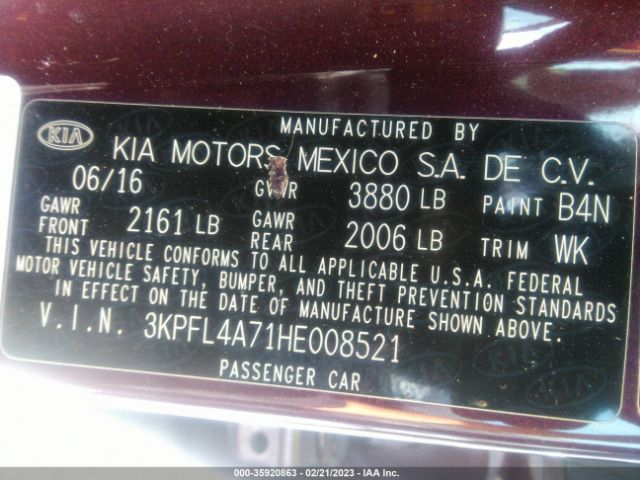 MANUFACTURED BY
KIA KIA MOTORS MEXICO S.A. DE C.V.
06/16 GVWR 3880 LB PAINT B4N
GAWR FRONT 2161 LB GAWR REAR 2006 LB TRIM WK
THIS VEHICLE CONFORMS TO ALL APPLICABLE U.S.A. FEDERAL
MOTOR VEHICLE SAFETY, BUMPER, AND THEFT PREVENTION STANDARDS
IN EFFECT ON THE DATE OF MANUFACTURE SHOWN ABOVE.
V.I.N. 3KPFL4A71HE008521
PASSENGER CAR
000-35920863 - 02/21/2023 - IAA Inc.